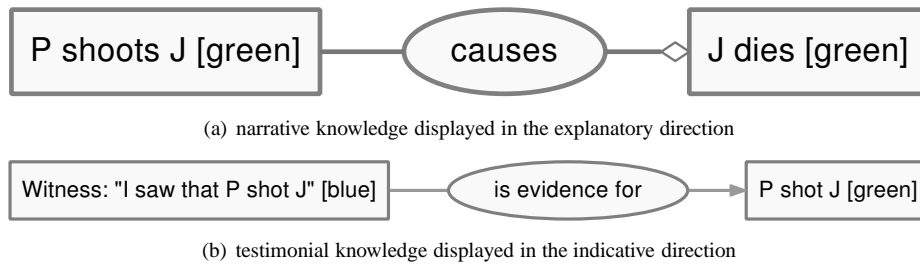 P shoots J [green] causes J dies [green]
(a) narrative knowledge displayed in the explanatory direction
Witness: "I saw that P shot J" [blue] is evidence for P shot J [green]
(b) testimonial knowledge displayed in the indicative direction